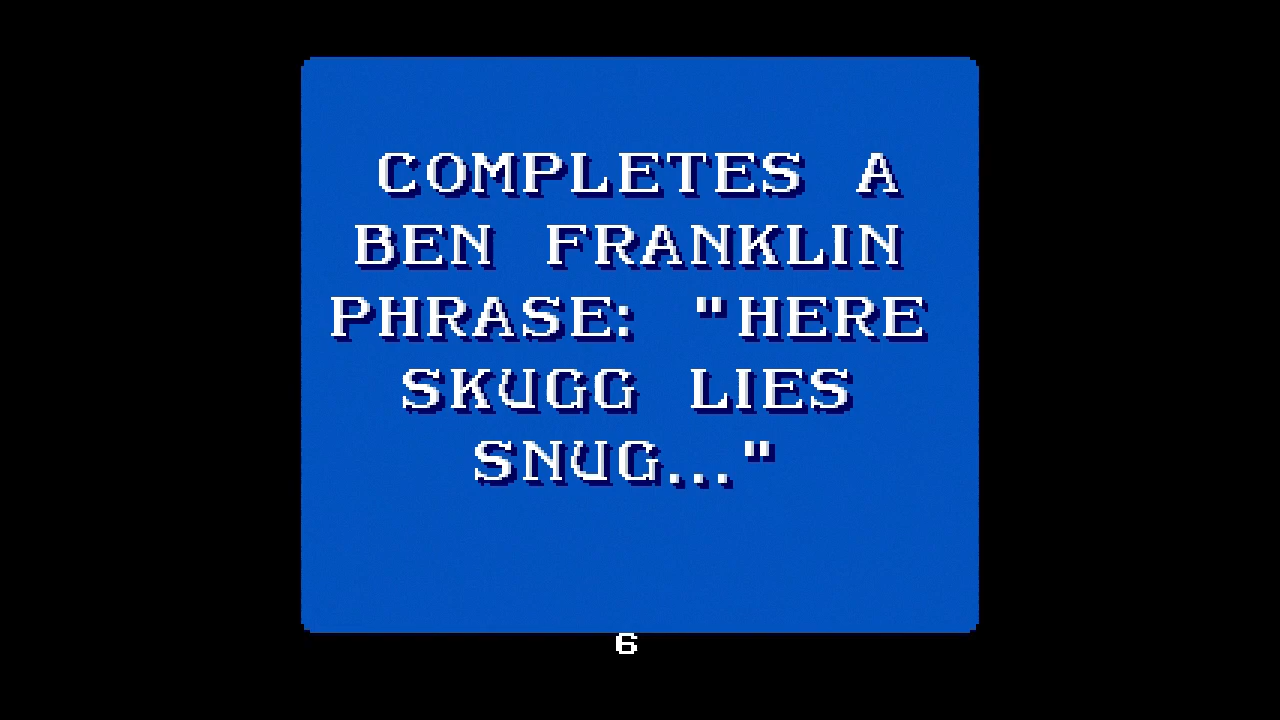 COMPLETES A
BEN FRANKLIN
PHRASE: "HERE
SKUGG LIES
SNUG..."
6